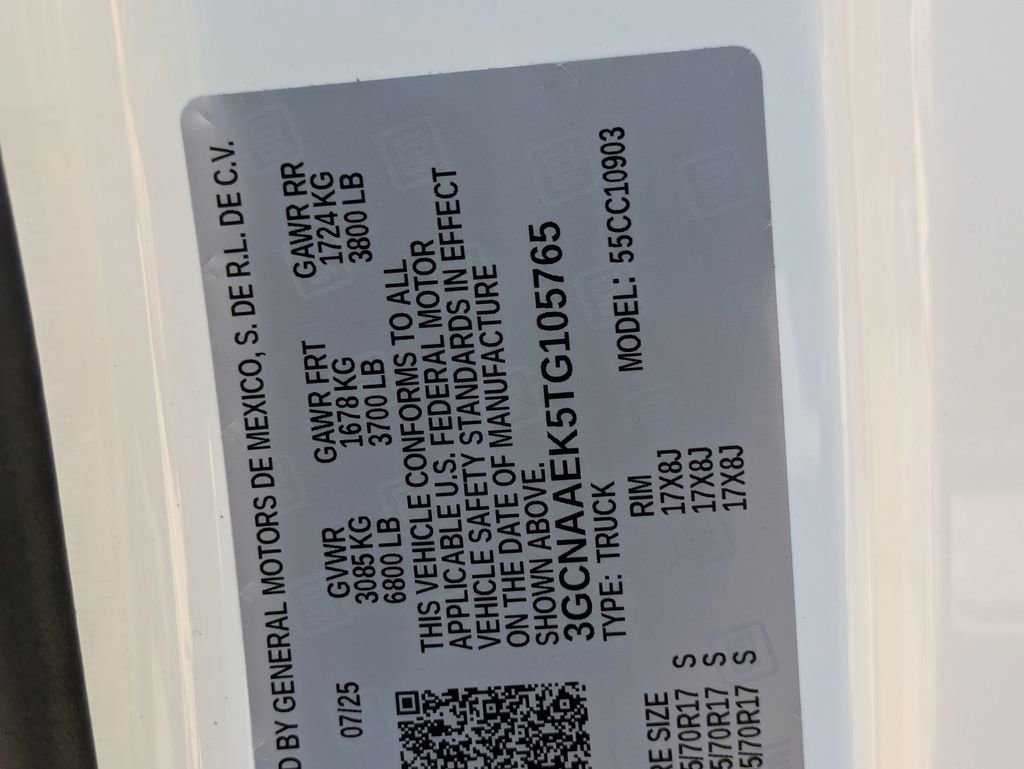 D BY GENERAL MOTORS DE MEXICO, S. DE R.L. DE C.V.
07/25 GVWR GAWR FRT GAWR RR
3085 KG 1678 KG 1724 KG
6800 LB 3700 LB 3800 LB
THIS VEHICLE CONFORMS TO ALL
APPLICABLE U.S. FEDERAL MOTOR
VEHICLE SAFETY STANDARDS IN EFFECT
ON THE DATE OF MANUFACTURE
SHOWN ABOVE.
3GCNAAEK5TG105765
TYPE: TRUCK MODEL: 55CC10903
RE SIZE RIM
5/70R17 S 17X8J
5/70R17 S 17X8J
5/70R17 S 17X8J